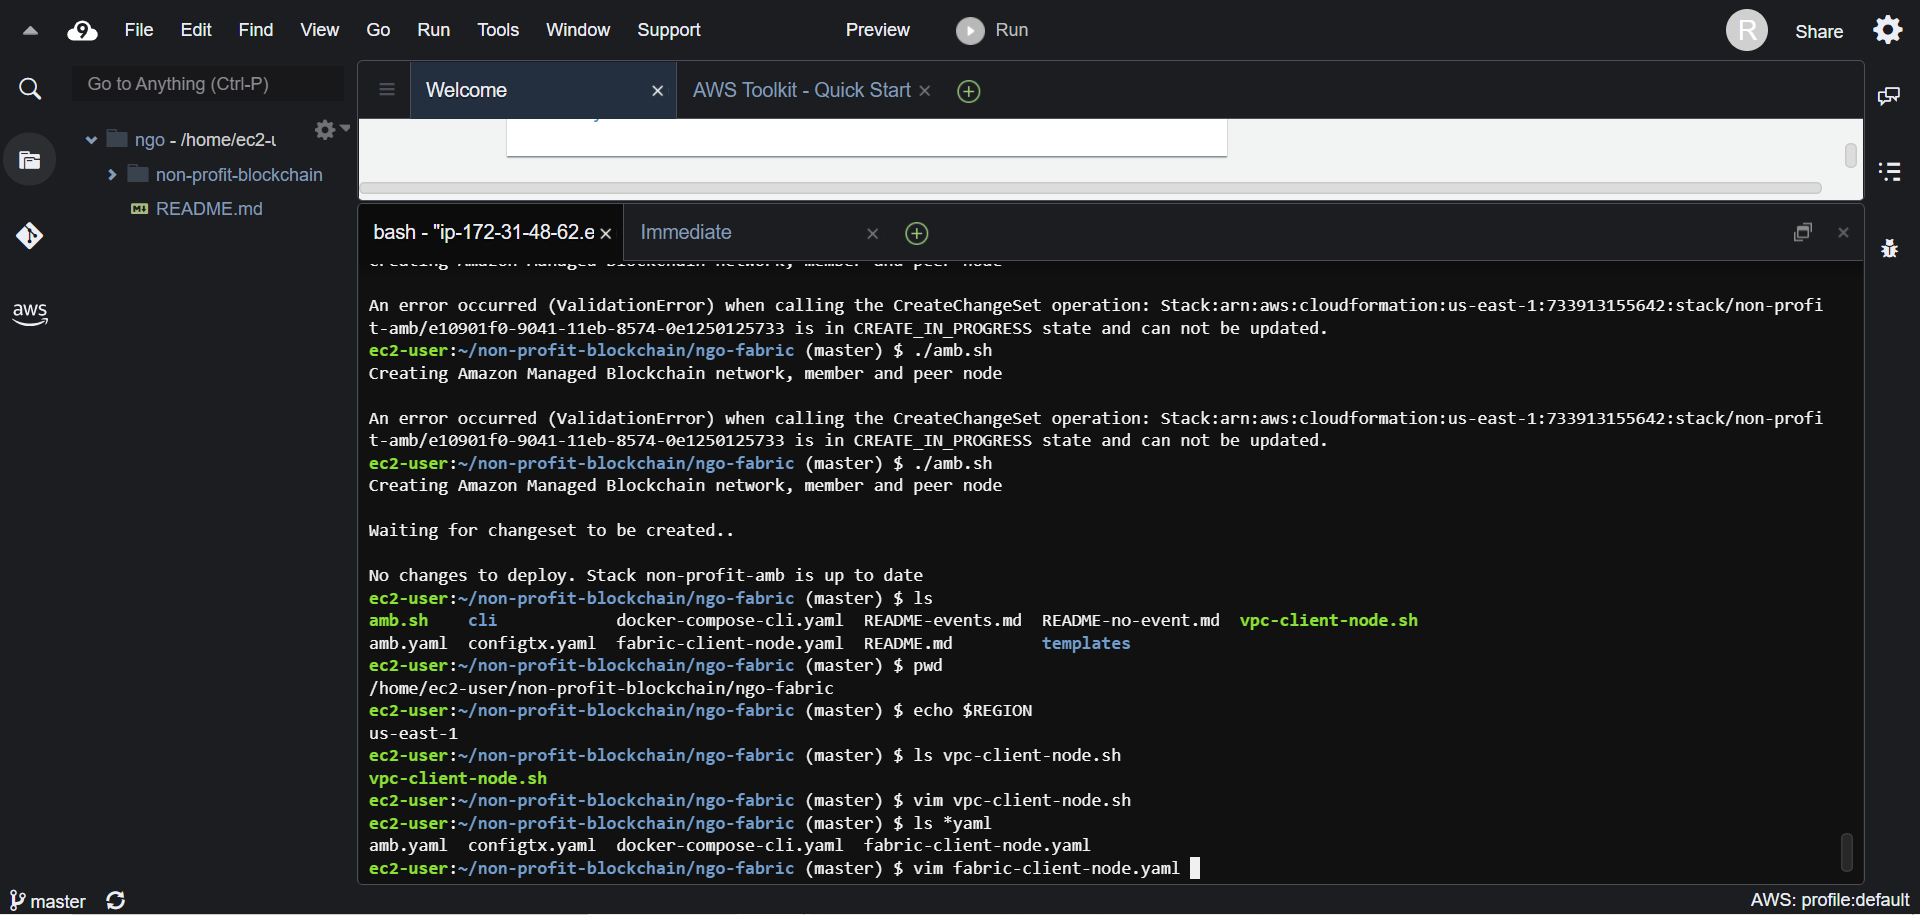 File Edit Find View Go Run Tools Window Support Preview Run R Share
Go to Anything (Ctrl-P)
Welcome AWS Toolkit - Quick Start
ngo - /home/ec2-u
non-profit-blockchain
README.md
aws
bash - "ip-172-31-48-62.e Immediate
Creating Amazon Managed Blockchain network, member and peer node
An error occurred (ValidationError) when calling the CreateChangeSet operation: Stack:arn:aws:cloudformation:us-east-1:733913155642:stack/non-profi
t-amb/e10901f0-9041-11eb-8574-0e1250125733 is in CREATE_IN_PROGRESS state and can not be updated.
ec2-user:~/non-profit-blockchain/ngo-fabric (master) $ ./amb.sh
Creating Amazon Managed Blockchain network, member and peer node
An error occurred (ValidationError) when calling the CreateChangeSet operation: Stack:arn:aws:cloudformation:us-east-1:733913155642:stack/non-profi
t-amb/e10901f0-9041-11eb-8574-0e1250125733 is in CREATE_IN_PROGRESS state and can not be updated.
ec2-user:~/non-profit-blockchain/ngo-fabric (master) $ ./amb.sh
Creating Amazon Managed Blockchain network, member and peer node
Waiting for changeset to be created..
No changes to deploy. Stack non-profit-amb is up to date
ec2-user:~/non-profit-blockchain/ngo-fabric (master) $ ls
amb.sh cli docker-compose-cli.yaml README-events.md README-no-event.md vpc-client-node.sh
amb.yaml configtx.yaml fabric-client-node.yaml README.md templates
ec2-user:~/non-profit-blockchain/ngo-fabric (master) $ pwd
/home/ec2-user/non-profit-blockchain/ngo-fabric
ec2-user:~/non-profit-blockchain/ngo-fabric (master) $ echo $REGION
us-east-1
ec2-user:~/non-profit-blockchain/ngo-fabric (master) $ ls vpc-client-node.sh
vpc-client-node.sh
ec2-user:~/non-profit-blockchain/ngo-fabric (master) $ vim vpc-client-node.sh
ec2-user:~/non-profit-blockchain/ngo-fabric (master) $ ls *yaml
amb.yaml configtx.yaml docker-compose-cli.yaml fabric-client-node.yaml
ec2-user:~/non-profit-blockchain/ngo-fabric (master) $ vim fabric-client-node.yaml
master AWS: profile:default